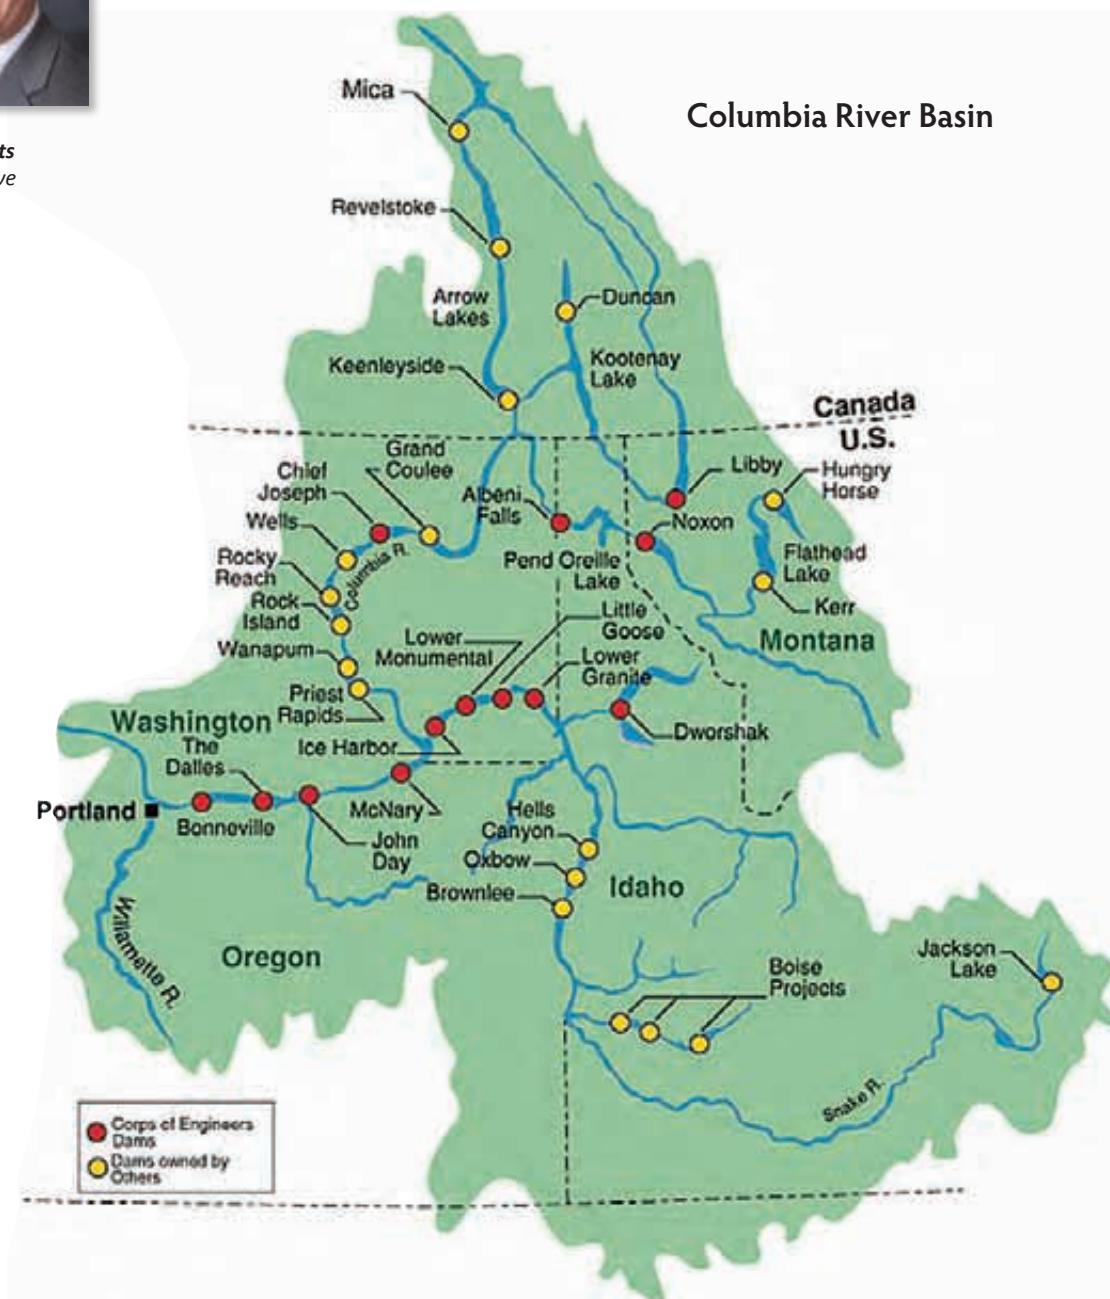 ts
ve
Columbia River Basin
Mica
Revelstoke
Arrow
Lakes
Duncan
Keenleyside
Kootenay
Lake
Canada
U.S.
Grand
Coulee
Chief
Joseph
Wells
Rocky
Reach
Rock
Island
Wanapum
Priest
Rapids
Columbia R.
Albeni
Falls
Libby
Hungry
Horse
Noxon
Pend Oreille
Lake
Flathead
Lake
Kerr
Montana
Little
Goose
Lower
Monumental
Lower
Granite
Dworshak
Washington
Ice Harbor
The
Dalles
Portland
Bonneville
McNary
John
Day
Hells
Canyon
Oxbow
Brownlee
Idaho
Willamette R.
Oregon
Boise
Projects
Jackson
Lake
Snake R.
Corps of Engineers
Dams
Dams owned by
Others